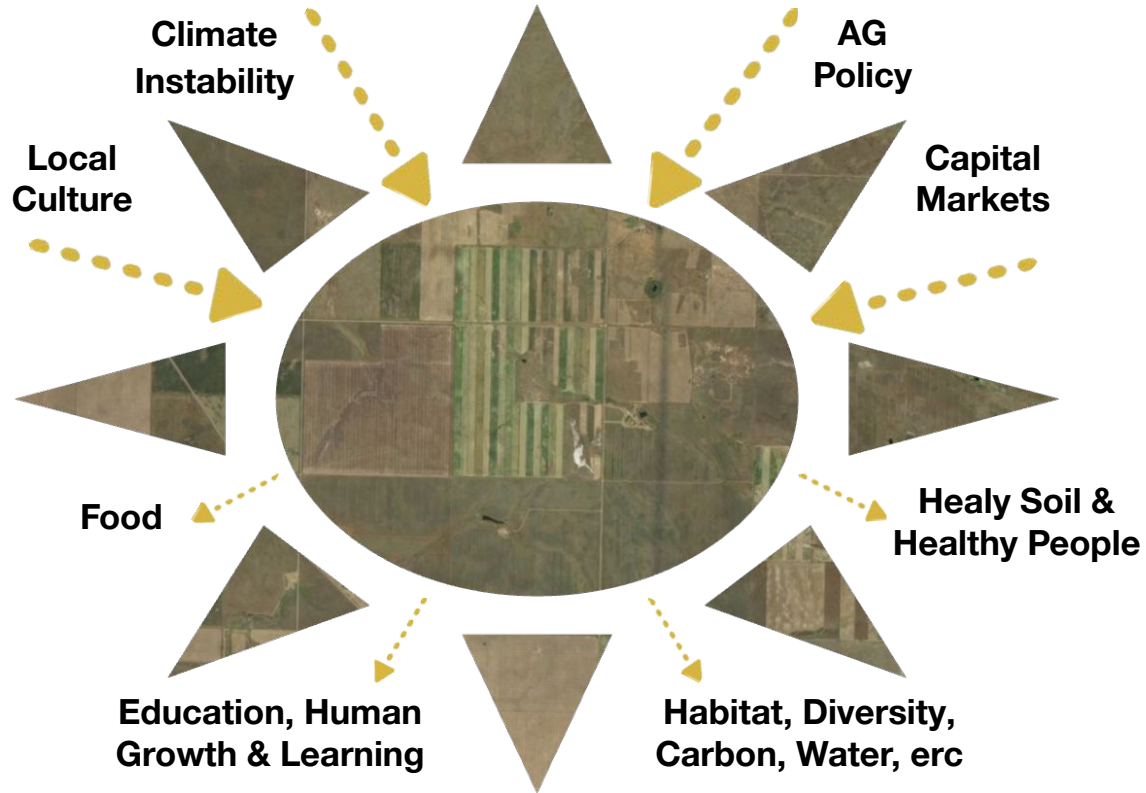 Climate
Instability
AG
Policy
Local
Culture
Capital
Markets
Food
Healy Soil &
Healthy People
Education, Human
Growth & Learning
Habitat, Diversity,
Carbon, Water, erc